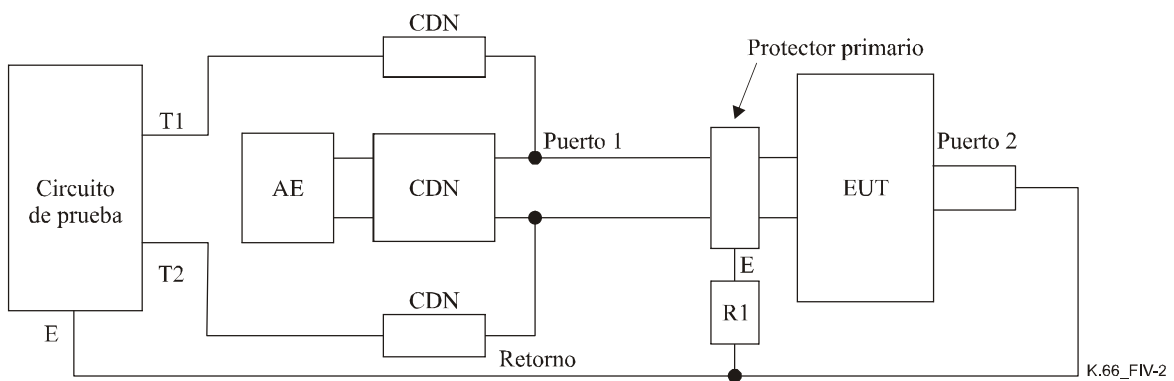 CDN
Protector primario
T1
Puerto 1
Puerto 2
Circuito
de prueba
AE
CDN
EUT
T2
E
CDN
R1
E
Retorno
K.66_FIV-2